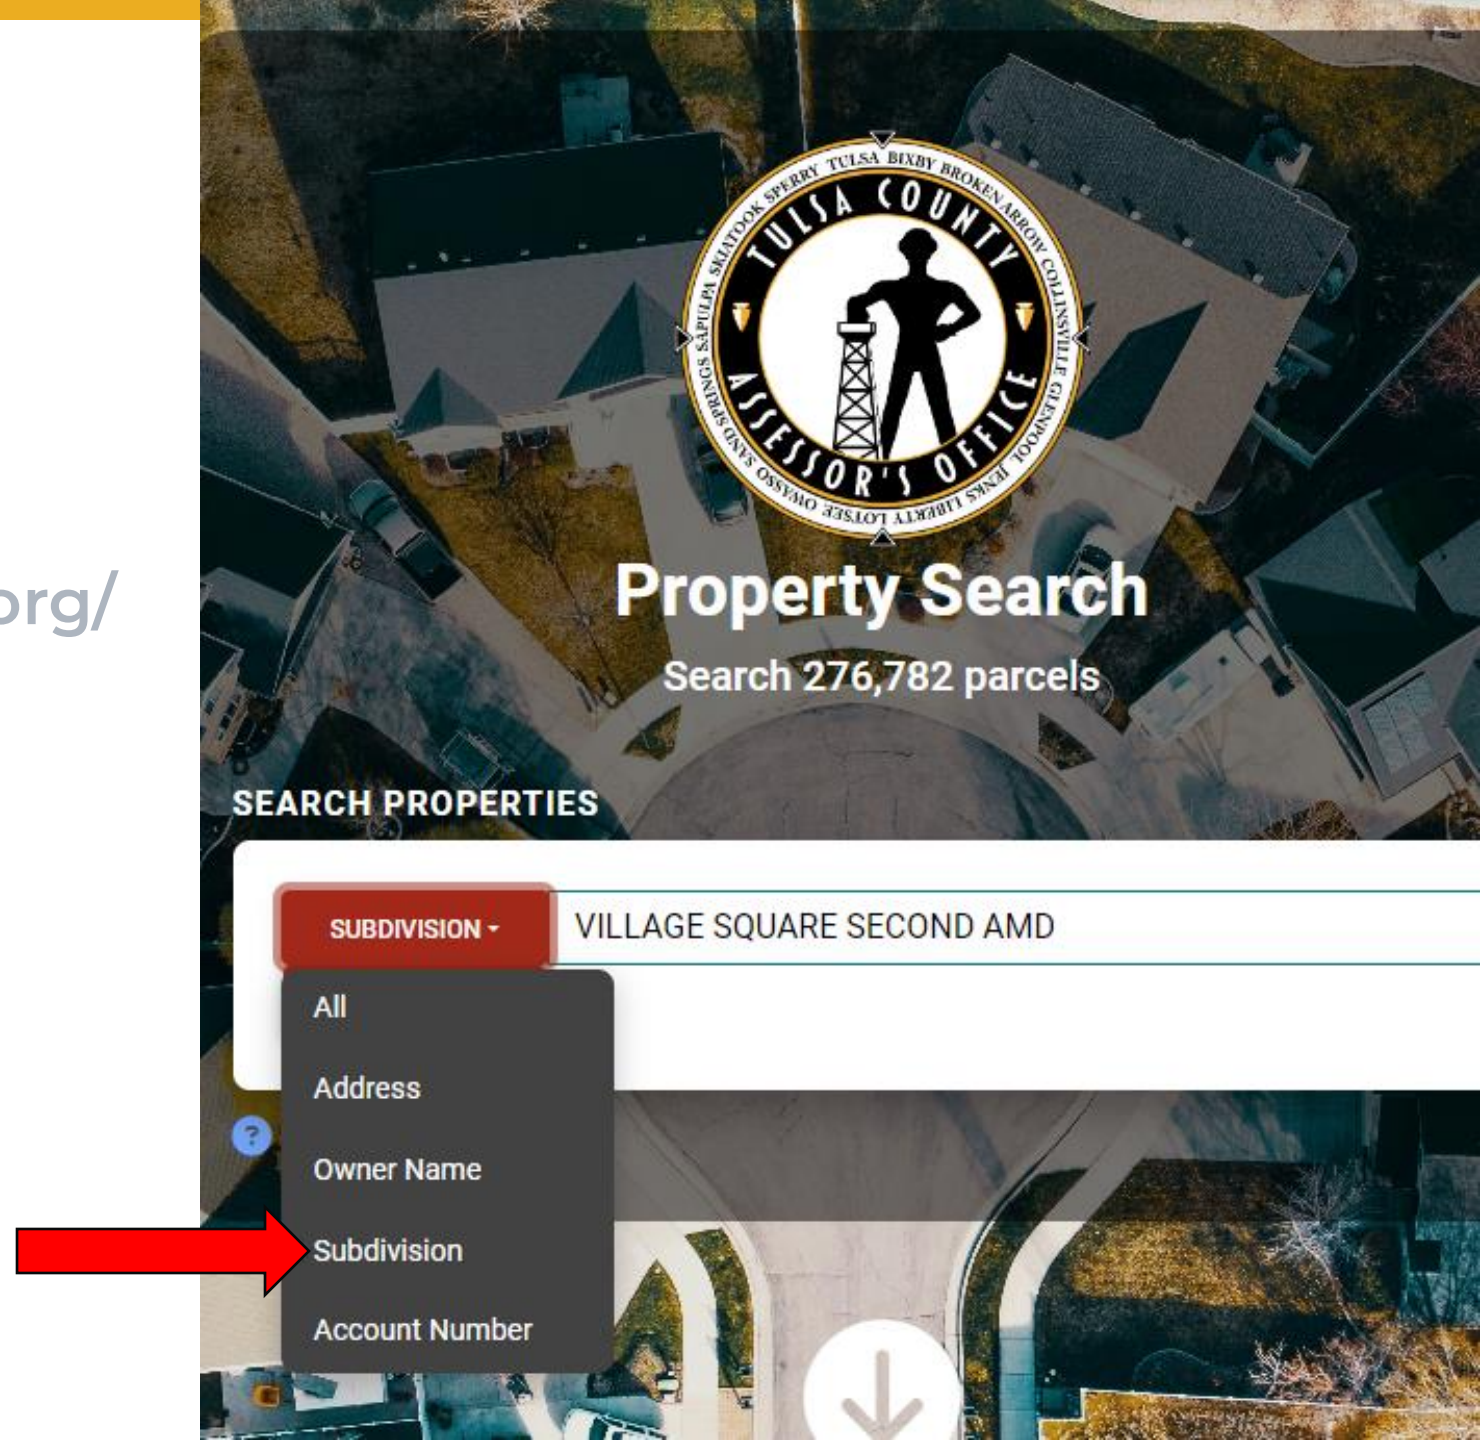 SKIATOOK SPERRY TULSA BIXBY BROKEN ARROW COLLINSVILLE GLENPOOL JENKS LIBERTY LOTSEE OWASSO SAND SPRINGS SAPULPA
TULSA COUNTY
ASSESSOR'S OFFICE
org/
Property Search
Search 276,782 parcels
SEARCH PROPERTIES
SUBDIVISION
VILLAGE SQUARE SECOND AMD
All
Address
?
Owner Name
Subdivision
Account Number